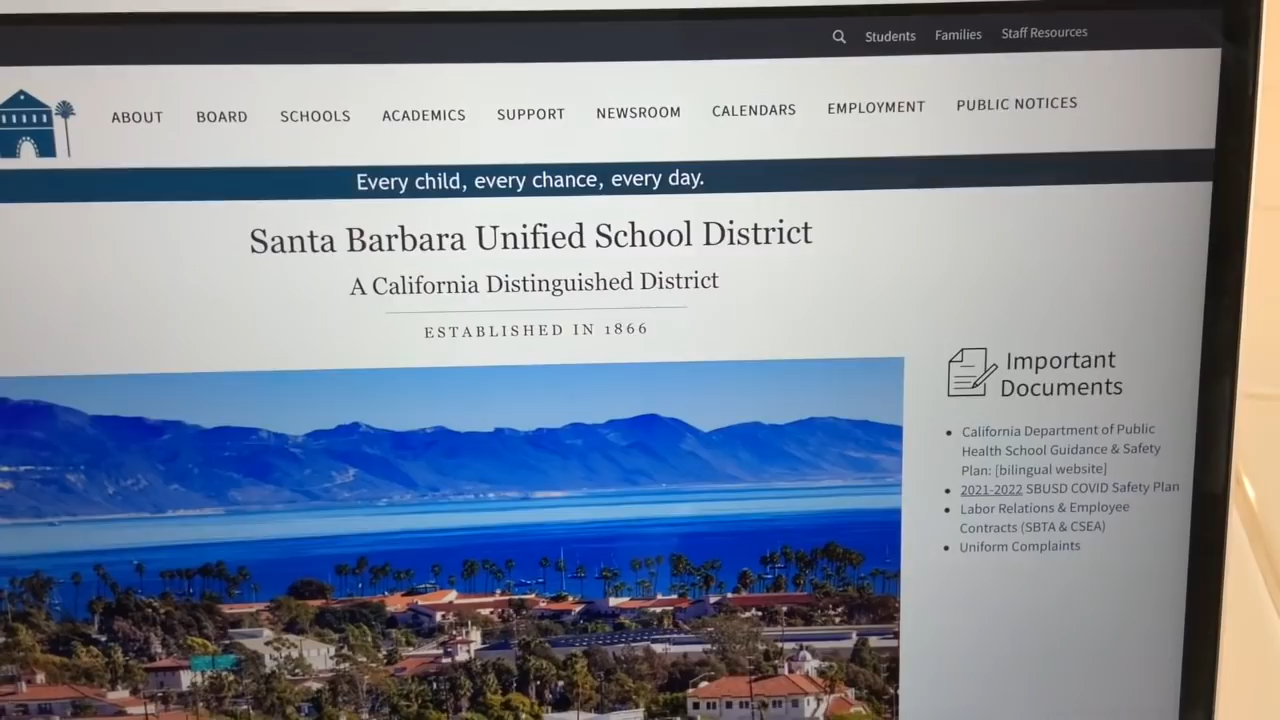 Students Families Staff Resources
ABOUT BOARD SCHOOLS ACADEMICS SUPPORT NEWSROOM CALENDARS EMPLOYMENT PUBLIC NOTICES
Every child, every chance, every day.
Santa Barbara Unified School District
A California Distinguished District
ESTABLISHED IN 1866
Important
Documents
California Department of Public
Health School Guidance & Safety
Plan: [bilingual website]
2021-2022 SBUSD COVID Safety Plan
Labor Relations & Employee
Contracts (SBTA & CSEA)
Uniform Complaints